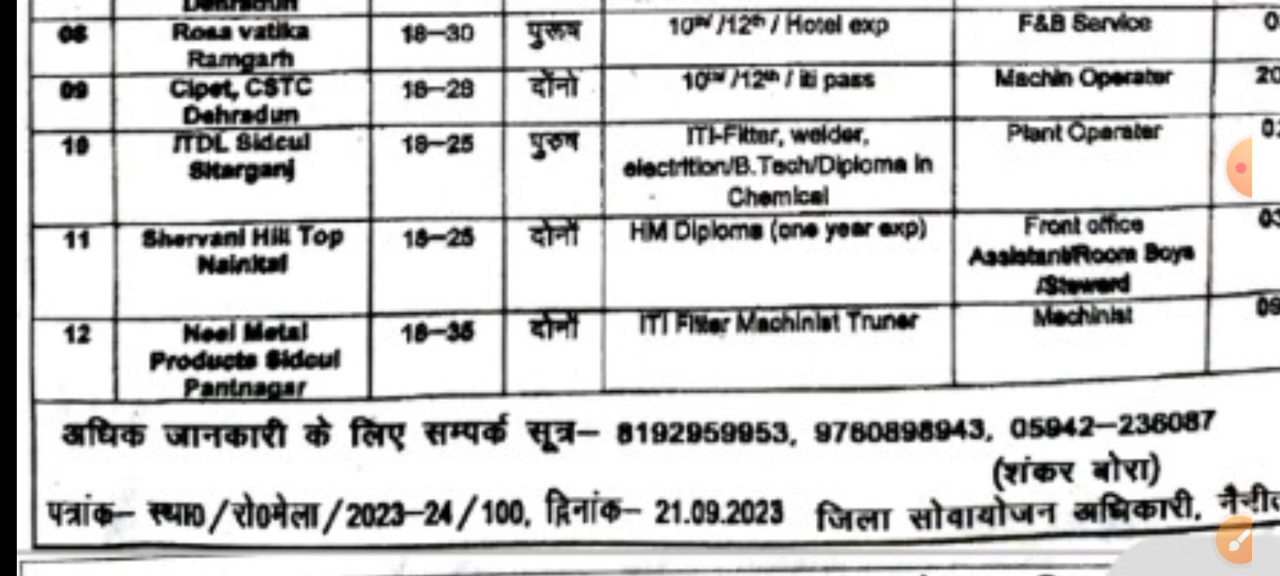 Dehradun
08 Rosa vatika Ramgarh 18–30 पुरूष 10th /12th / Hotel exp F&B Service 0
09 Cipet, CSTC Dehradun 18–28 दोनो 10th /12th / iti pass Machin Operater 20
10 ITDL Sidcul Sitarganj 18–25 पुरुष ITI-Fitter, welder, electrition/B.Tech/Diploma in Chemical Plant Operater
11 Shervani Hill Top 18–25 दोनों HM Diploma (one year exp) Front office Assistant/Room Boys /Steward 03
12 Neel Metal Products Sidcul Pantnagar 18–35 दोनों ITI Fitter Machinist Truner Machinist
अधिक जानकारी के लिए सम्पर्क सूत्र– 8192959953, 9760898943, 05942–236087
(शंकर बोरा)
पत्रांक– स्था0/रो0मेला/2023–24/100, दिनांक– 21.09.2023 जिला सेवायोजन अधिकारी,